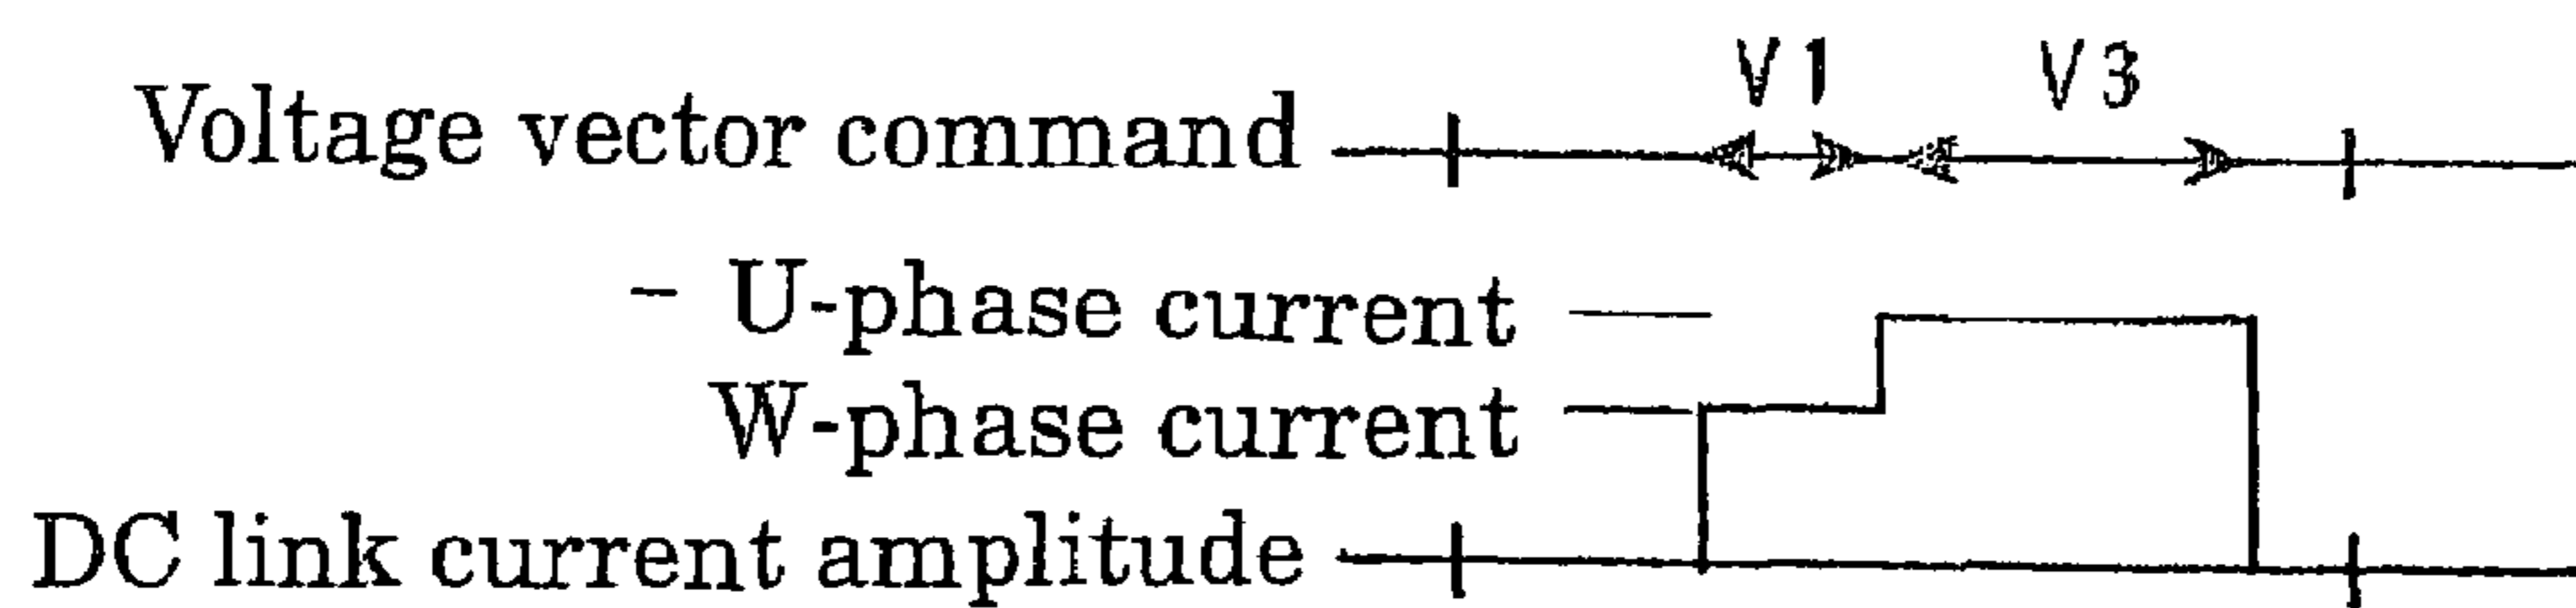 V1 V3
Voltage vector command
- U-phase current
W-phase current
DC link current amplitude